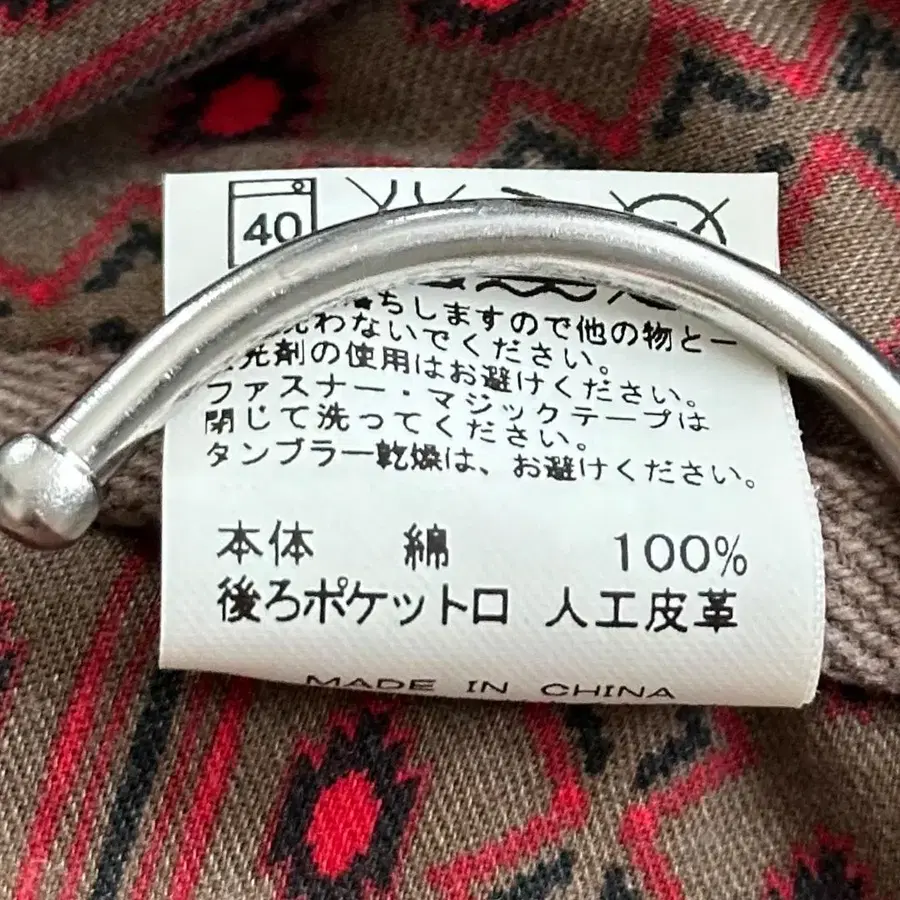 40
落ちしますので他の物と一
洗わないでください。
光剤の使用はお避けください。
ファスナー・マジックテープは
閉じて洗ってください。
タンブラー乾燥は、お避けください。
本体 綿 100%
後ろポケット口 人工皮革
MADE IN CHINA